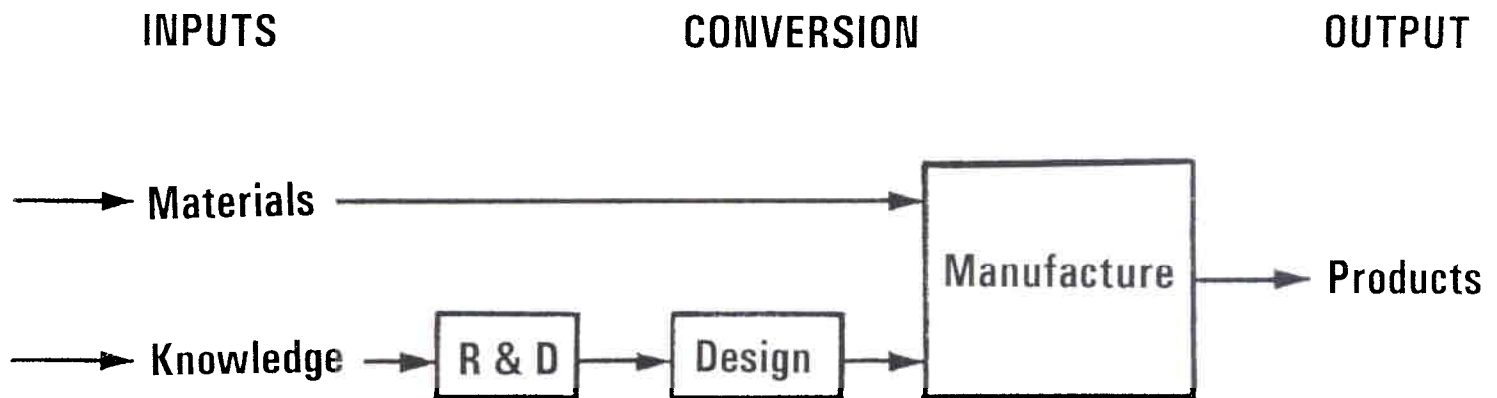 INPUTS CONVERSION OUTPUT
Materials
Manufacture
Products
Knowledge R & D Design